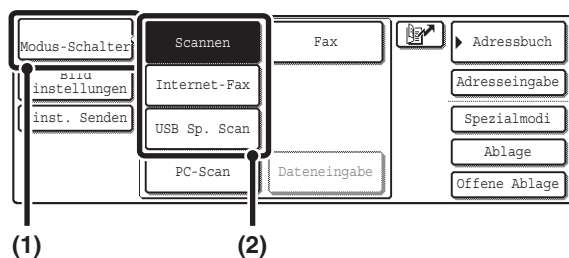 Modus-Schalter
Scannen
Fax
Adressbuch
Bild
instellungen
Internet-Fax
Adresseingabe
inst. Senden
USB Sp. Scan
Spezialmodi
Ablage
PC-Scan
Dateneingabe
Offene Ablage
(1)
(2)